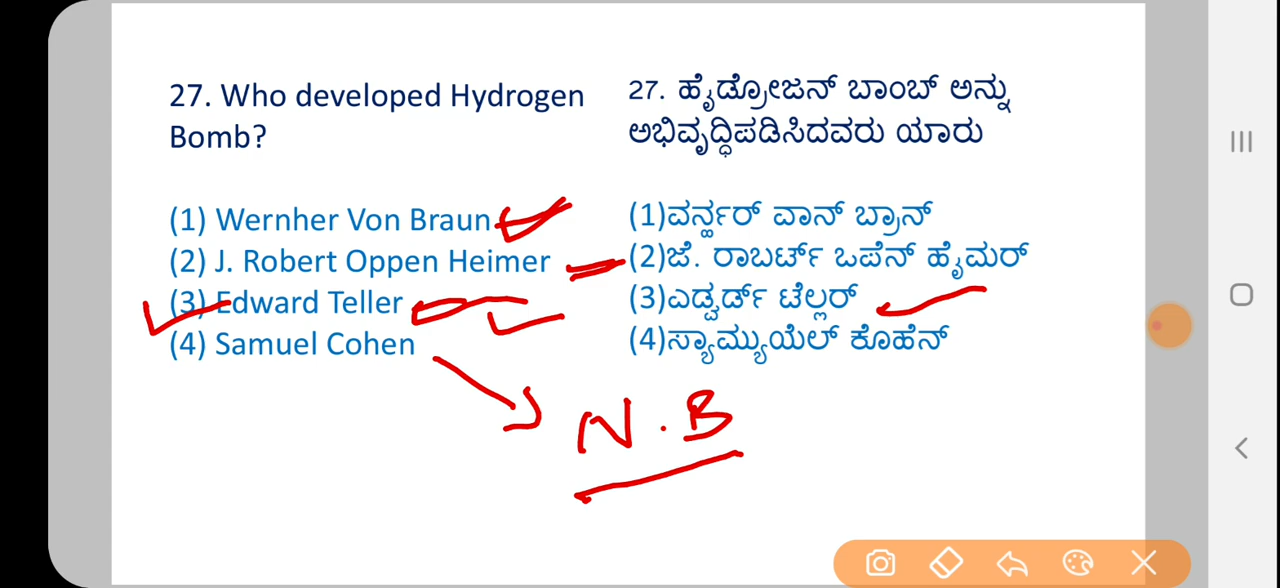 27. Who developed Hydrogen
Bomb?
(1) Wernher Von Braun
(2) J. Robert Oppen Heimer
(3) Edward Teller
(4) Samuel Cohen
27. ಹೈಡ್ರೋಜನ್ ಬಾಂಬ್ ಅನ್ನು
ಅಭಿವೃದ್ಧಿಪಡಿಸಿದವರು ಯಾರು
(1)ವರ್ನ್ಹರ್ ವಾನ್ ಬ್ರಾನ್
(2)ಜೆ. ರಾಬರ್ಟ್ ಒಪೆನ್ ಹೈಮರ್
(3)ಎಡ್ವರ್ಡ್ ಟೆಲ್ಲರ್
(4)ಸ್ಯಾಮ್ಯುಯೆಲ್ ಕೊಹೆನ್
N.B